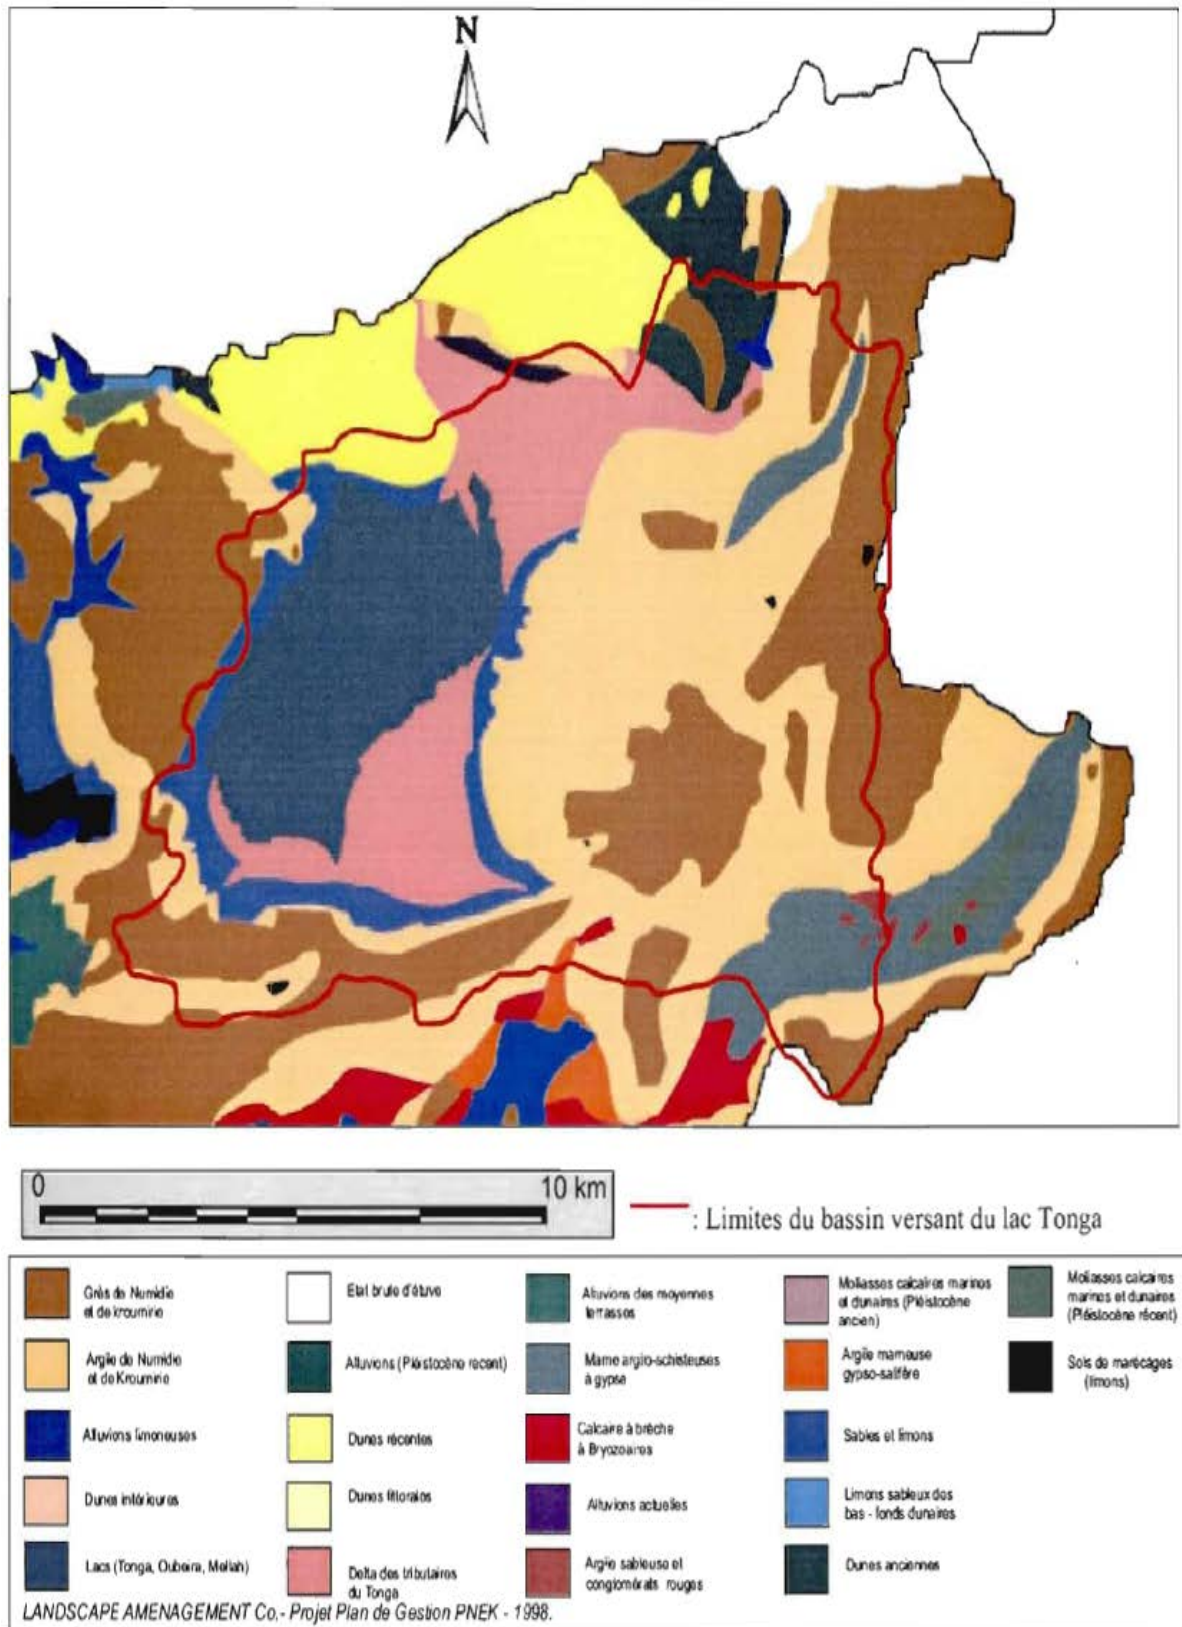 N
0 10 km
: Limites du bassin versant du lac Tonga
Grès de Numidie
et de kroumirie
Argile de Numidie
et de Kroumirie
Alluvions limoneuses
Dunes intérieures
Lacs (Tonga, Oubeira, Mellah)
Etat brute d'étuve
Alluvions (Pléistocène recent)
Dunes récentes
Dunes littorales
Delta des tributaires
du Tonga
Alluvions des moyennes
terrasses
Marne argilo-schisteuses
à gypse
Calcaire à brèche
à Bryozoaires
Alluvions actuelles
Argile sableuse et
conglomérats rouges
Mollasses calcaires marines
et dunaires (Pléistocène
ancien)
Argile marneuse
gypso-salifère
Sables et limons
Limons sableux des
bas - fonds dunaires
Dunes anciennes
Mollasses calcaires
marines et dunaires
(Pléistocène récent)
Sols de marécages
(limons)
LANDSCAPE AMENAGEMENT Co,- Projet Plan de Gestion PNEK - 1998.